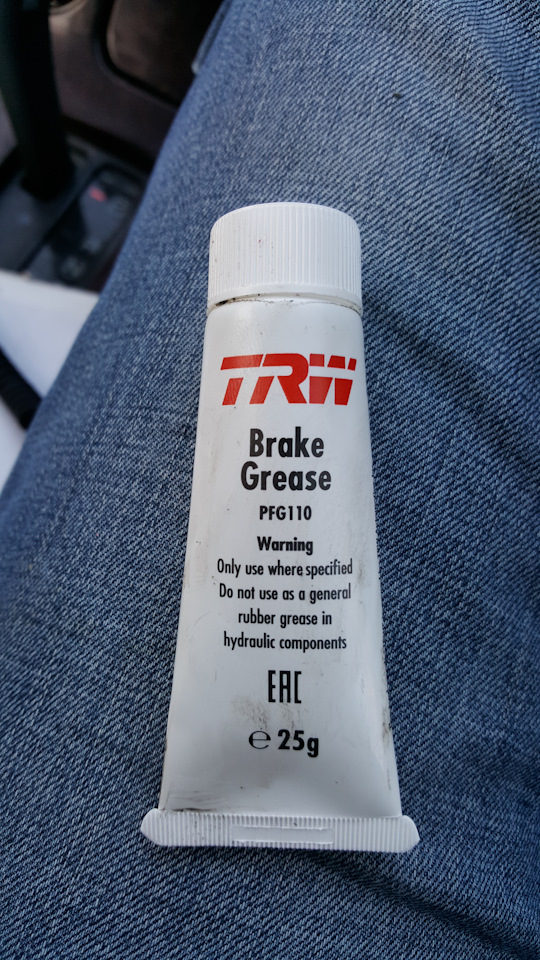 TRW
Brake
Grease
PFG110
Warning
Only use where specified
Do not use as a general
rubber grease in
hydraulic components
EAC
℮ 25g